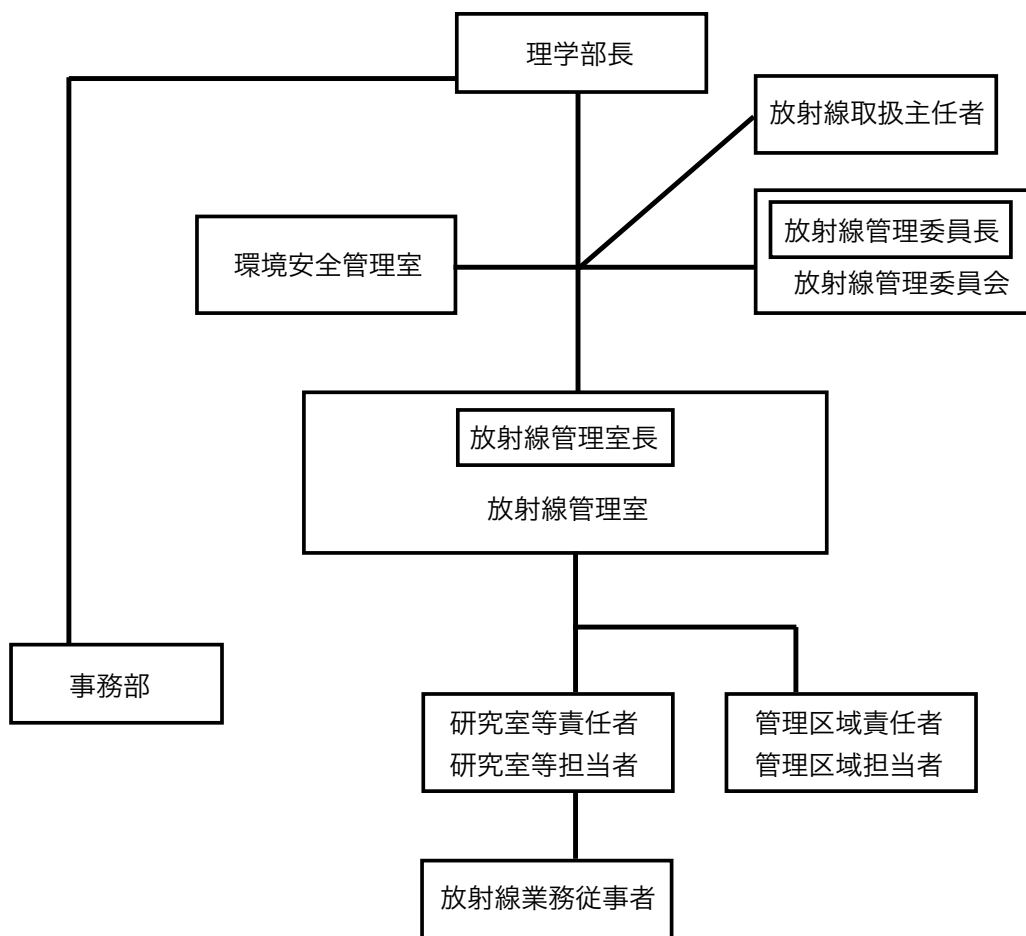 理学部長
放射線取扱主任者
放射線管理委員長
環境安全管理室
放射線管理委員会
放射線管理室長
放射線管理室
事務部
研究室等責任者
研究室等担当者
管理区域責任者
管理区域担当者
放射線業務従事者